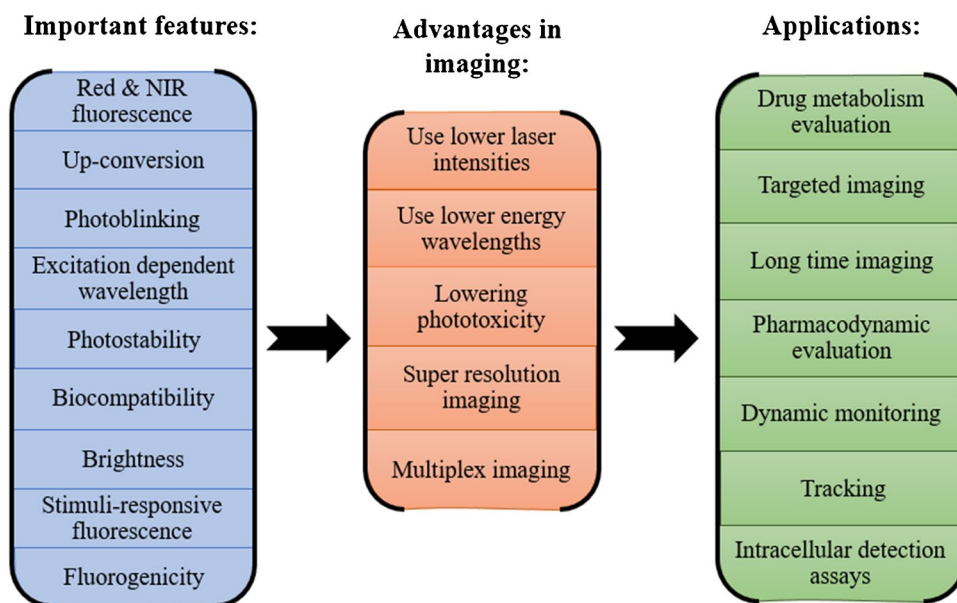 Important features:
Red & NIR
fluorescence
Up-conversion
Photoblinking
Excitation dependent
wavelength
Photostability
Biocompatibility
Brightness
Stimuli-responsive
fluorescence
Fluorogenicity
Advantages in
imaging:
Use lower laser
intensities
Use lower energy
wavelengths
Lowering
phototoxicity
Super resolution
imaging
Multiplex imaging
Applications:
Drug metabolism
evaluation
Targeted imaging
Long time imaging
Pharmacodynamic
evaluation
Dynamic monitoring
Tracking
Intracellular detection
assays